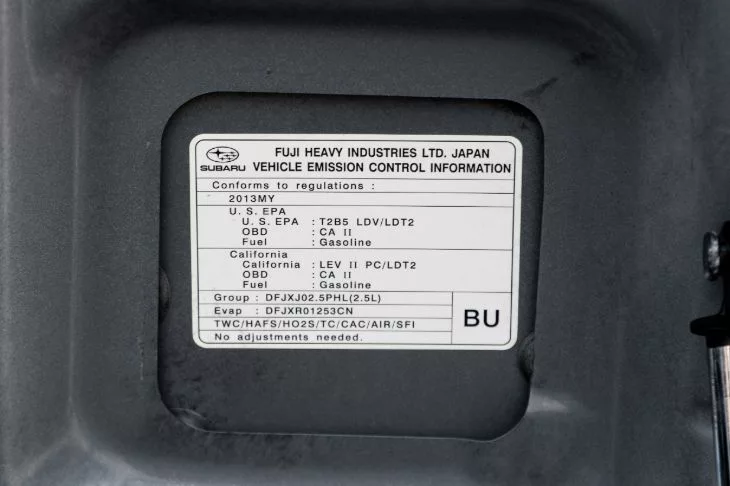 FUJI HEAVY INDUSTRIES LTD. JAPAN
SUBARU VEHICLE EMISSION CONTROL INFORMATION
Conforms to regulations :
2013MY
U. S. EPA
U. S. EPA : T2B5 LDV/LDT2
OBD : CA II
Fuel : Gasoline
California
California : LEV II PC/LDT2
OBD : CA II
Fuel : Gasoline
Group : DFJXJ02.5PHL(2.5L)
Evap : DFJXR01253CN
TWC/HAFS/HO2S/TC/CAC/AIR/SFI
No adjustments needed.
BU